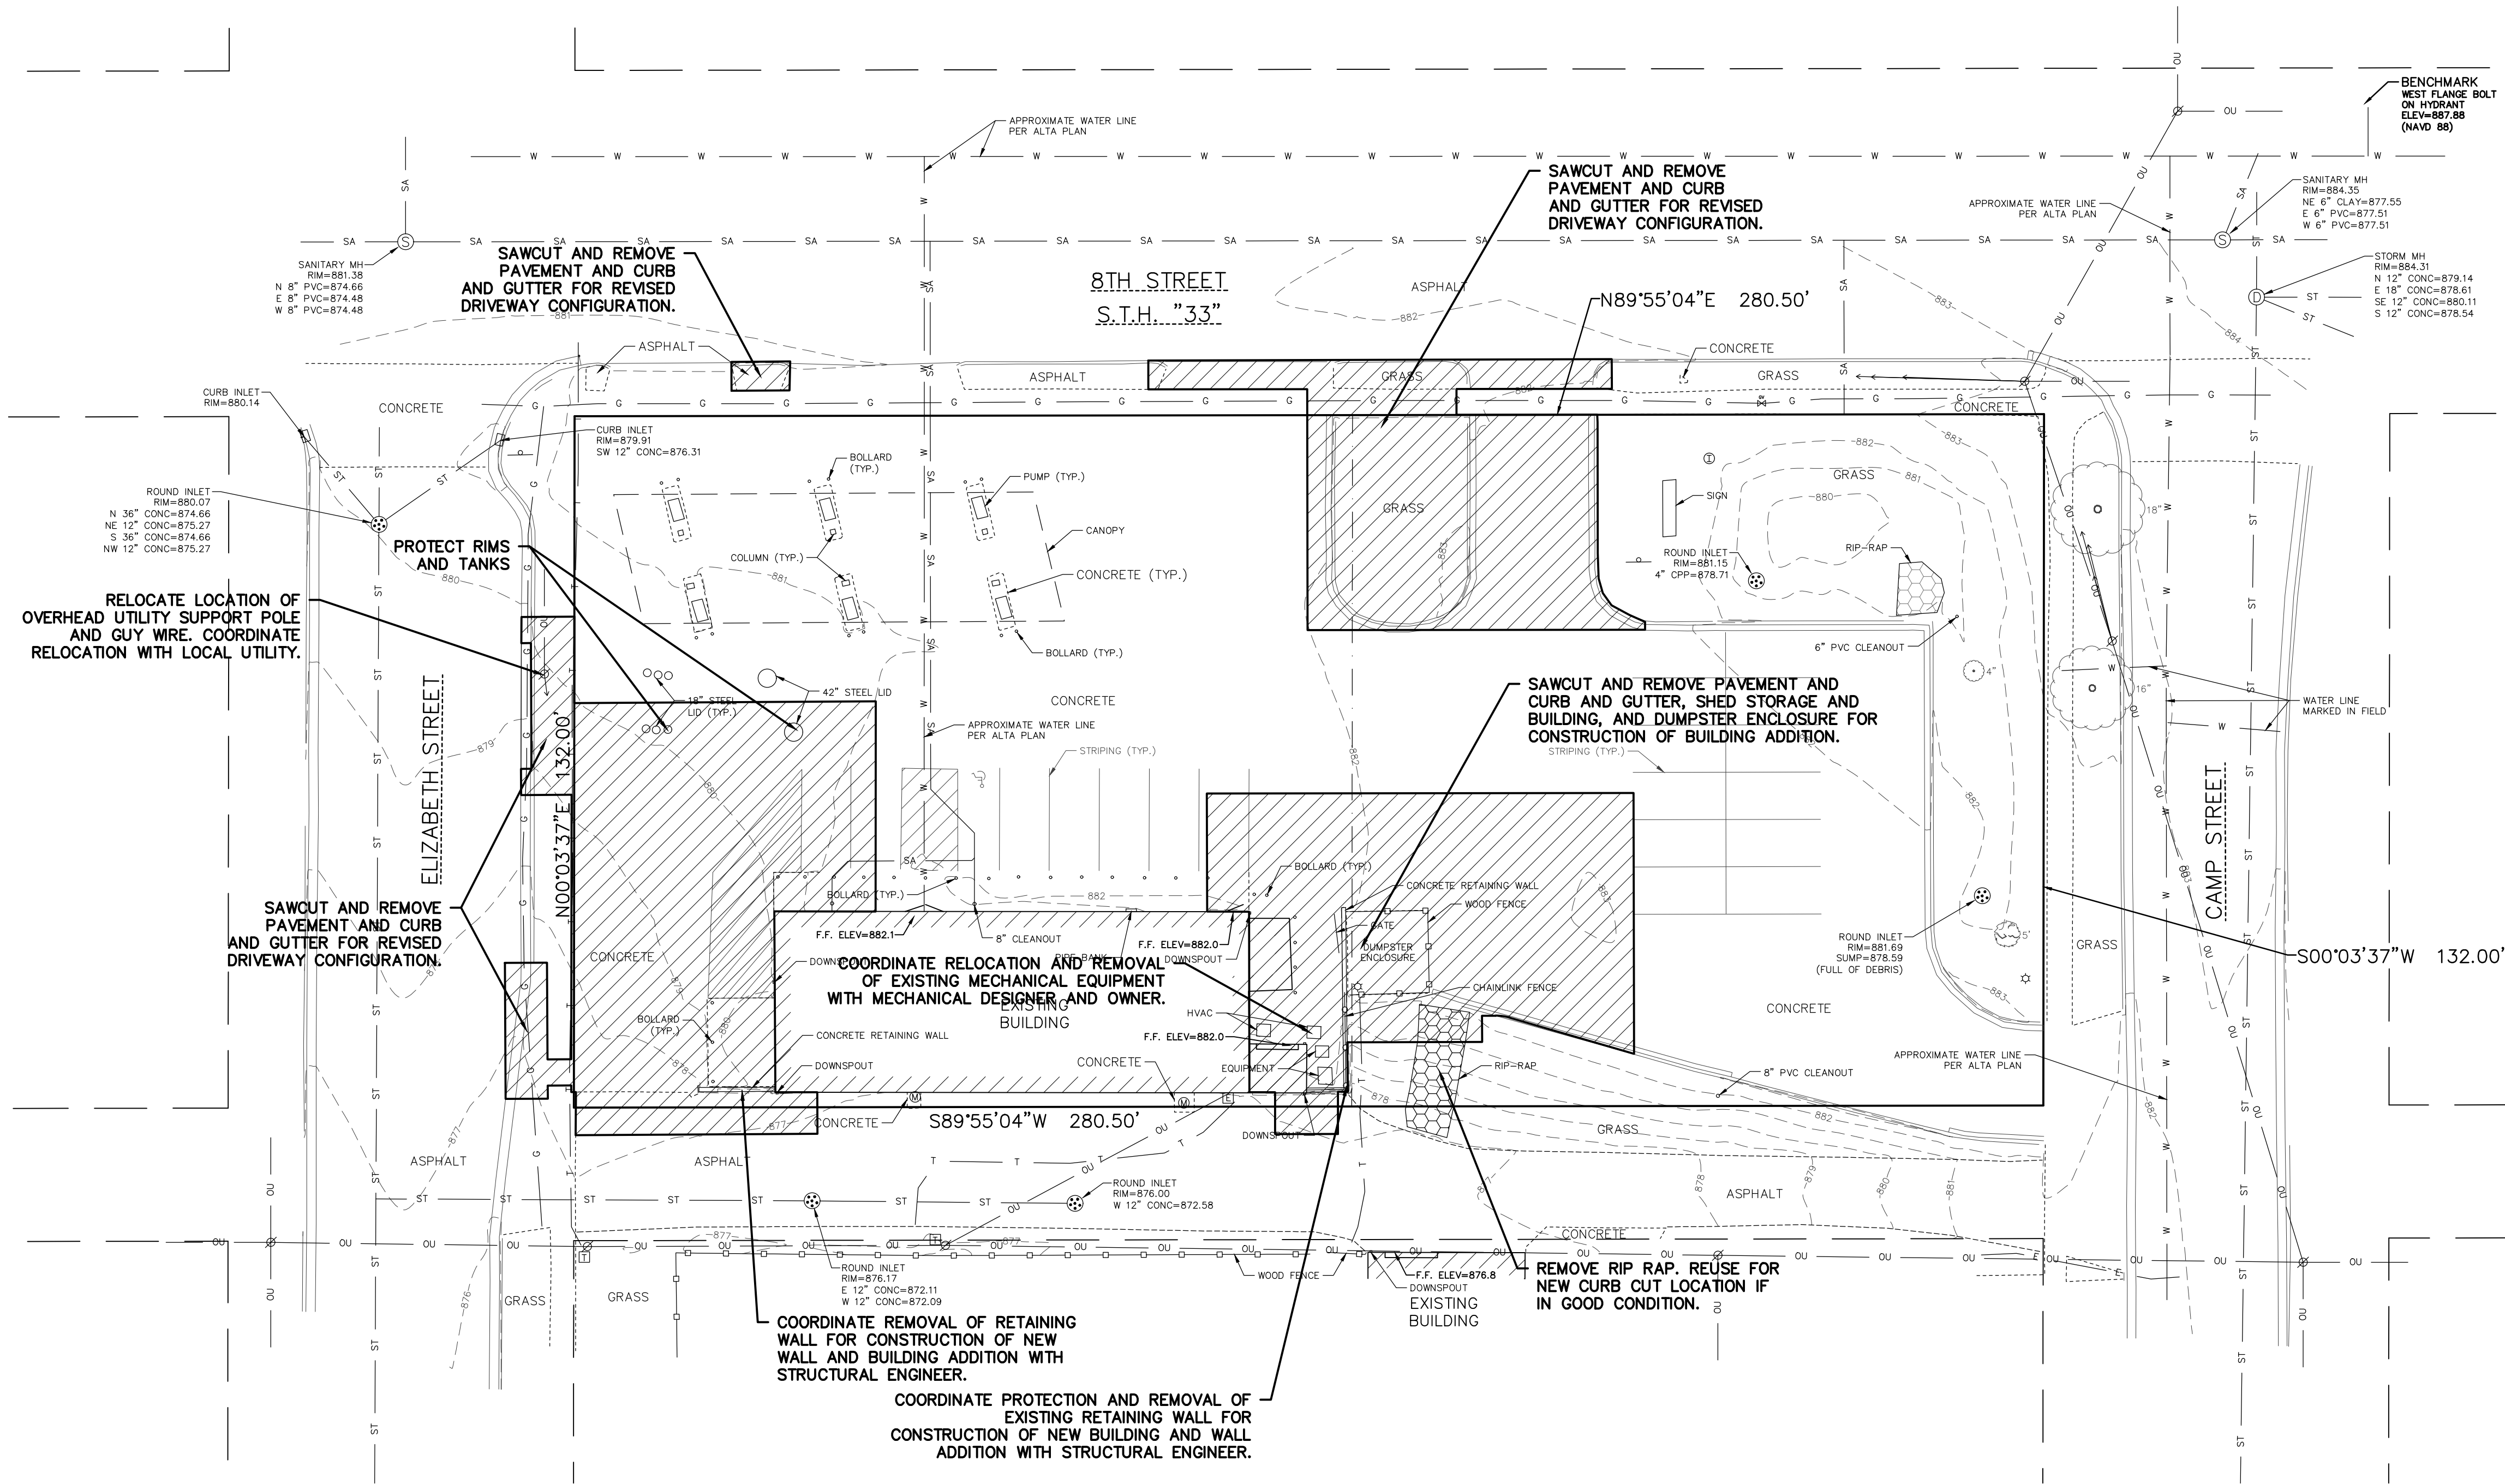 BENCHMARK
WEST FLANGE BOLT
ON HYDRANT
ELEV=887.88
(NAVD 88)
APPROXIMATE WATER LINE
PER ALTA PLAN
SAWCUT AND REMOVE
PAVEMENT AND CURB
AND GUTTER FOR REVISED
DRIVEWAY CONFIGURATION.
APPROXIMATE WATER LINE
PER ALTA PLAN
SANITARY MH
RIM=884.35
NE 6" CLAY=877.55
E 6" PVC=877.51
W 6" PVC=877.51
SANITARY MH
RIM=881.38
N 8" PVC=874.66
E 8" PVC=874.48
W 8" PVC=874.48
SAWCUT AND REMOVE
PAVEMENT AND CURB
AND GUTTER FOR REVISED
DRIVEWAY CONFIGURATION.
8TH STREET
S.T.H. "33"
ASPHALT
N89°55'04"E 280.50'
STORM MH
RIM=884.31
N 12" CONC=879.14
E 18" CONC=878.61
SE 12" CONC=880.11
S 12" CONC=878.54
881
882
883
884
ASPHALT
ASPHALT
GRASS
CONCRETE
GRASS
CURB INLET
RIM=880.14
CONCRETE
CONCRETE
CURB INLET
RIM=879.91
SW 12" CONC=876.31
BOLLARD
(TYP.)
PUMP (TYP.)
CANOPY
COLUMN (TYP.)
CONCRETE (TYP.)
BOLLARD (TYP.)
ROUND INLET
RIM=880.07
N 36" CONC=874.66
NE 12" CONC=875.27
S 36" CONC=874.66
NW 12" CONC=875.27
PROTECT RIMS
AND TANKS
RELOCATE LOCATION OF
OVERHEAD UTILITY SUPPORT POLE
AND GUY WIRE. COORDINATE
RELOCATION WITH LOCAL UTILITY.
GRASS
SIGN
GRASS
882
881
880
883
ROUND INLET
RIM=881.15
4" CPP=878.71
RIP-RAP
6" PVC CLEANOUT
18"
16"
4"
5'
WATER LINE
MARKED IN FIELD
18" STEEL
LID (TYP.)
42" STEEL LID
CONCRETE
APPROXIMATE WATER LINE
PER ALTA PLAN
STRIPING (TYP.)
SAWCUT AND REMOVE PAVEMENT AND
CURB AND GUTTER, SHED STORAGE AND
BUILDING, AND DUMPSTER ENCLOSURE FOR
CONSTRUCTION OF BUILDING ADDITION.
STRIPING (TYP.)
ELIZABETH STREET
N00°03'37"E 132.00'
CAMP STREET
S00°03'37"W 132.00'
SAWCUT AND REMOVE
PAVEMENT AND CURB
AND GUTTER FOR REVISED
DRIVEWAY CONFIGURATION.
CONCRETE
BOLLARD (TYP.)
F.F. ELEV=882.1
8" CLEANOUT
PIPE BANK
F.F. ELEV=882.0
DOWNSPOUT
DOWNSPOUT
BOLLARD (TYP.)
CONCRETE RETAINING WALL
WOOD FENCE
GATE
DUMPSTER
ENCLOSURE
CHAINLINK FENCE
COORDINATE RELOCATION AND REMOVAL
OF EXISTING MECHANICAL EQUIPMENT
WITH MECHANICAL DESIGNER AND OWNER.
EXISTING
BUILDING
BOLLARD
(TYP.)
CONCRETE RETAINING WALL
DOWNSPOUT
HVAC
F.F. ELEV=882.0
CONCRETE
EQUIPMENT
RIP-RAP
8" PVC CLEANOUT
ROUND INLET
RIM=881.69
SUMP=878.59
(FULL OF DEBRIS)
GRASS
CONCRETE
APPROXIMATE WATER LINE
PER ALTA PLAN
CONCRETE
S89°55'04"W 280.50'
DOWNSPOUT
GRASS
ASPHALT
ASPHALT
ASPHALT
ROUND INLET
RIM=876.00
W 12" CONC=872.58
CONCRETE
ROUND INLET
RIM=876.17
E 12" CONC=872.11
W 12" CONC=872.09
WOOD FENCE
F.F. ELEV=876.8
DOWNSPOUT
EXISTING
BUILDING
GRASS
GRASS
REMOVE RIP RAP. REUSE FOR
NEW CURB CUT LOCATION IF
IN GOOD CONDITION.
COORDINATE REMOVAL OF RETAINING
WALL FOR CONSTRUCTION OF NEW
WALL AND BUILDING ADDITION WITH
STRUCTURAL ENGINEER.
COORDINATE PROTECTION AND REMOVAL OF
EXISTING RETAINING WALL FOR
CONSTRUCTION OF NEW BUILDING AND WALL
ADDITION WITH STRUCTURAL ENGINEER.